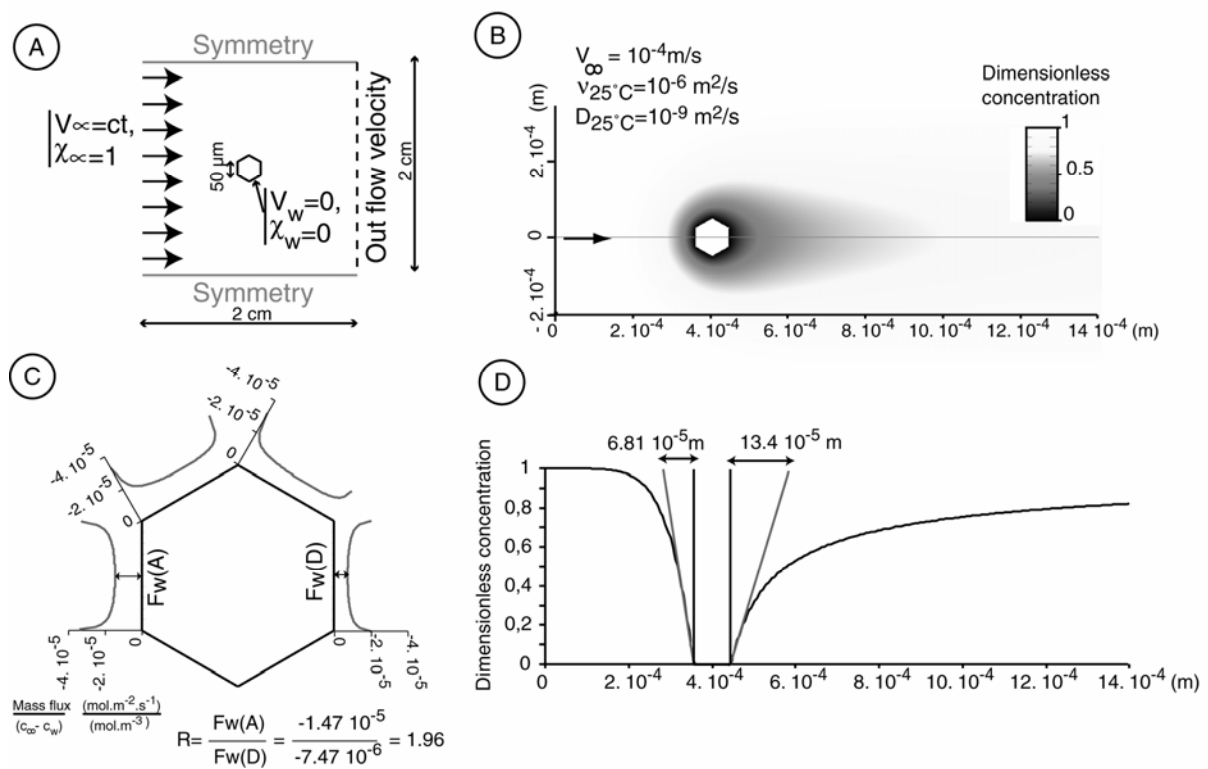 A
Symmetry
V∝=ct,
χ∝=1
50 µm
Vw=0,
χw=0
Out flow velocity
2 cm
Symmetry
2 cm
B
V∞ = 10-4m/s
ν25°C=10-6 m2/s
D25°C=10-9 m2/s
Dimensionless
concentration
1
0.5
0
(m)
2. 10-4
0
- 2. 10-4
0
2. 10-4
4. 10-4
6. 10-4
8. 10-4
10. 10-4
12. 10-4
14 10-4 (m)
C
-4. 10-5
-2. 10-5
0
-4. 10-5
-2. 10-5
0
Fw(A)
Fw(D)
0
-2. 10-5
-4. 10-5
0
-2. 10-5
-4. 10-5
Mass flux (mol.m-2.s-1)
(c∞- cw) (mol.m-3)
R= Fw(A) / Fw(D) = -1.47 10-5 / -7.47 10-6 = 1.96
D
6.81 10-5m
13.4 10-5 m
Dimensionless concentration
1
0,8
0,6
0,4
0,2
0
0
2. 10-4
4. 10-4
6. 10-4
8. 10-4
10. 10-4
12. 10-4
14. 10-4 (m)